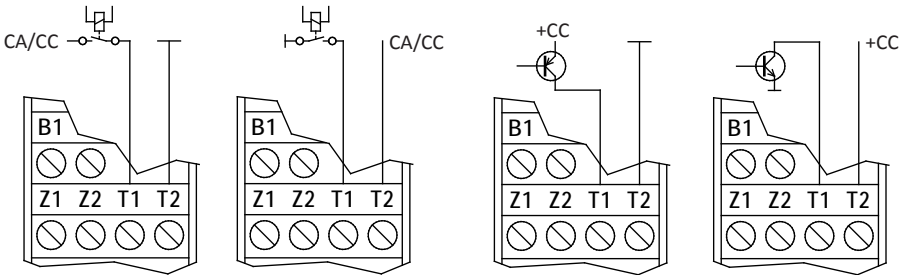 CA/CC
B1
Z1 Z2 T1 T2
CA/CC
B1
Z1 Z2 T1 T2
+CC
B1
Z1 Z2 T1 T2
+CC
B1
Z1 Z2 T1 T2